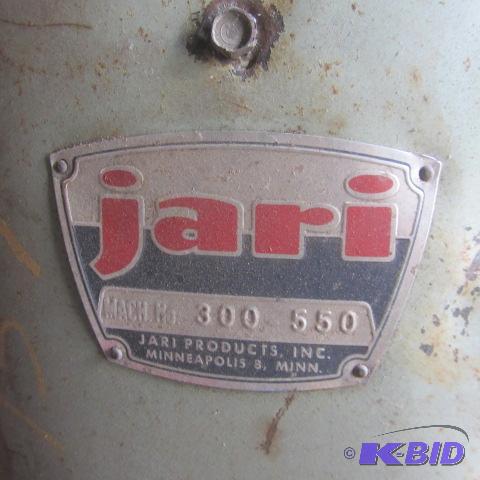 jari
MACH. No. 300 550
JARI PRODUCTS, INC.
MINNEAPOLIS 8, MINN.
© K-BID